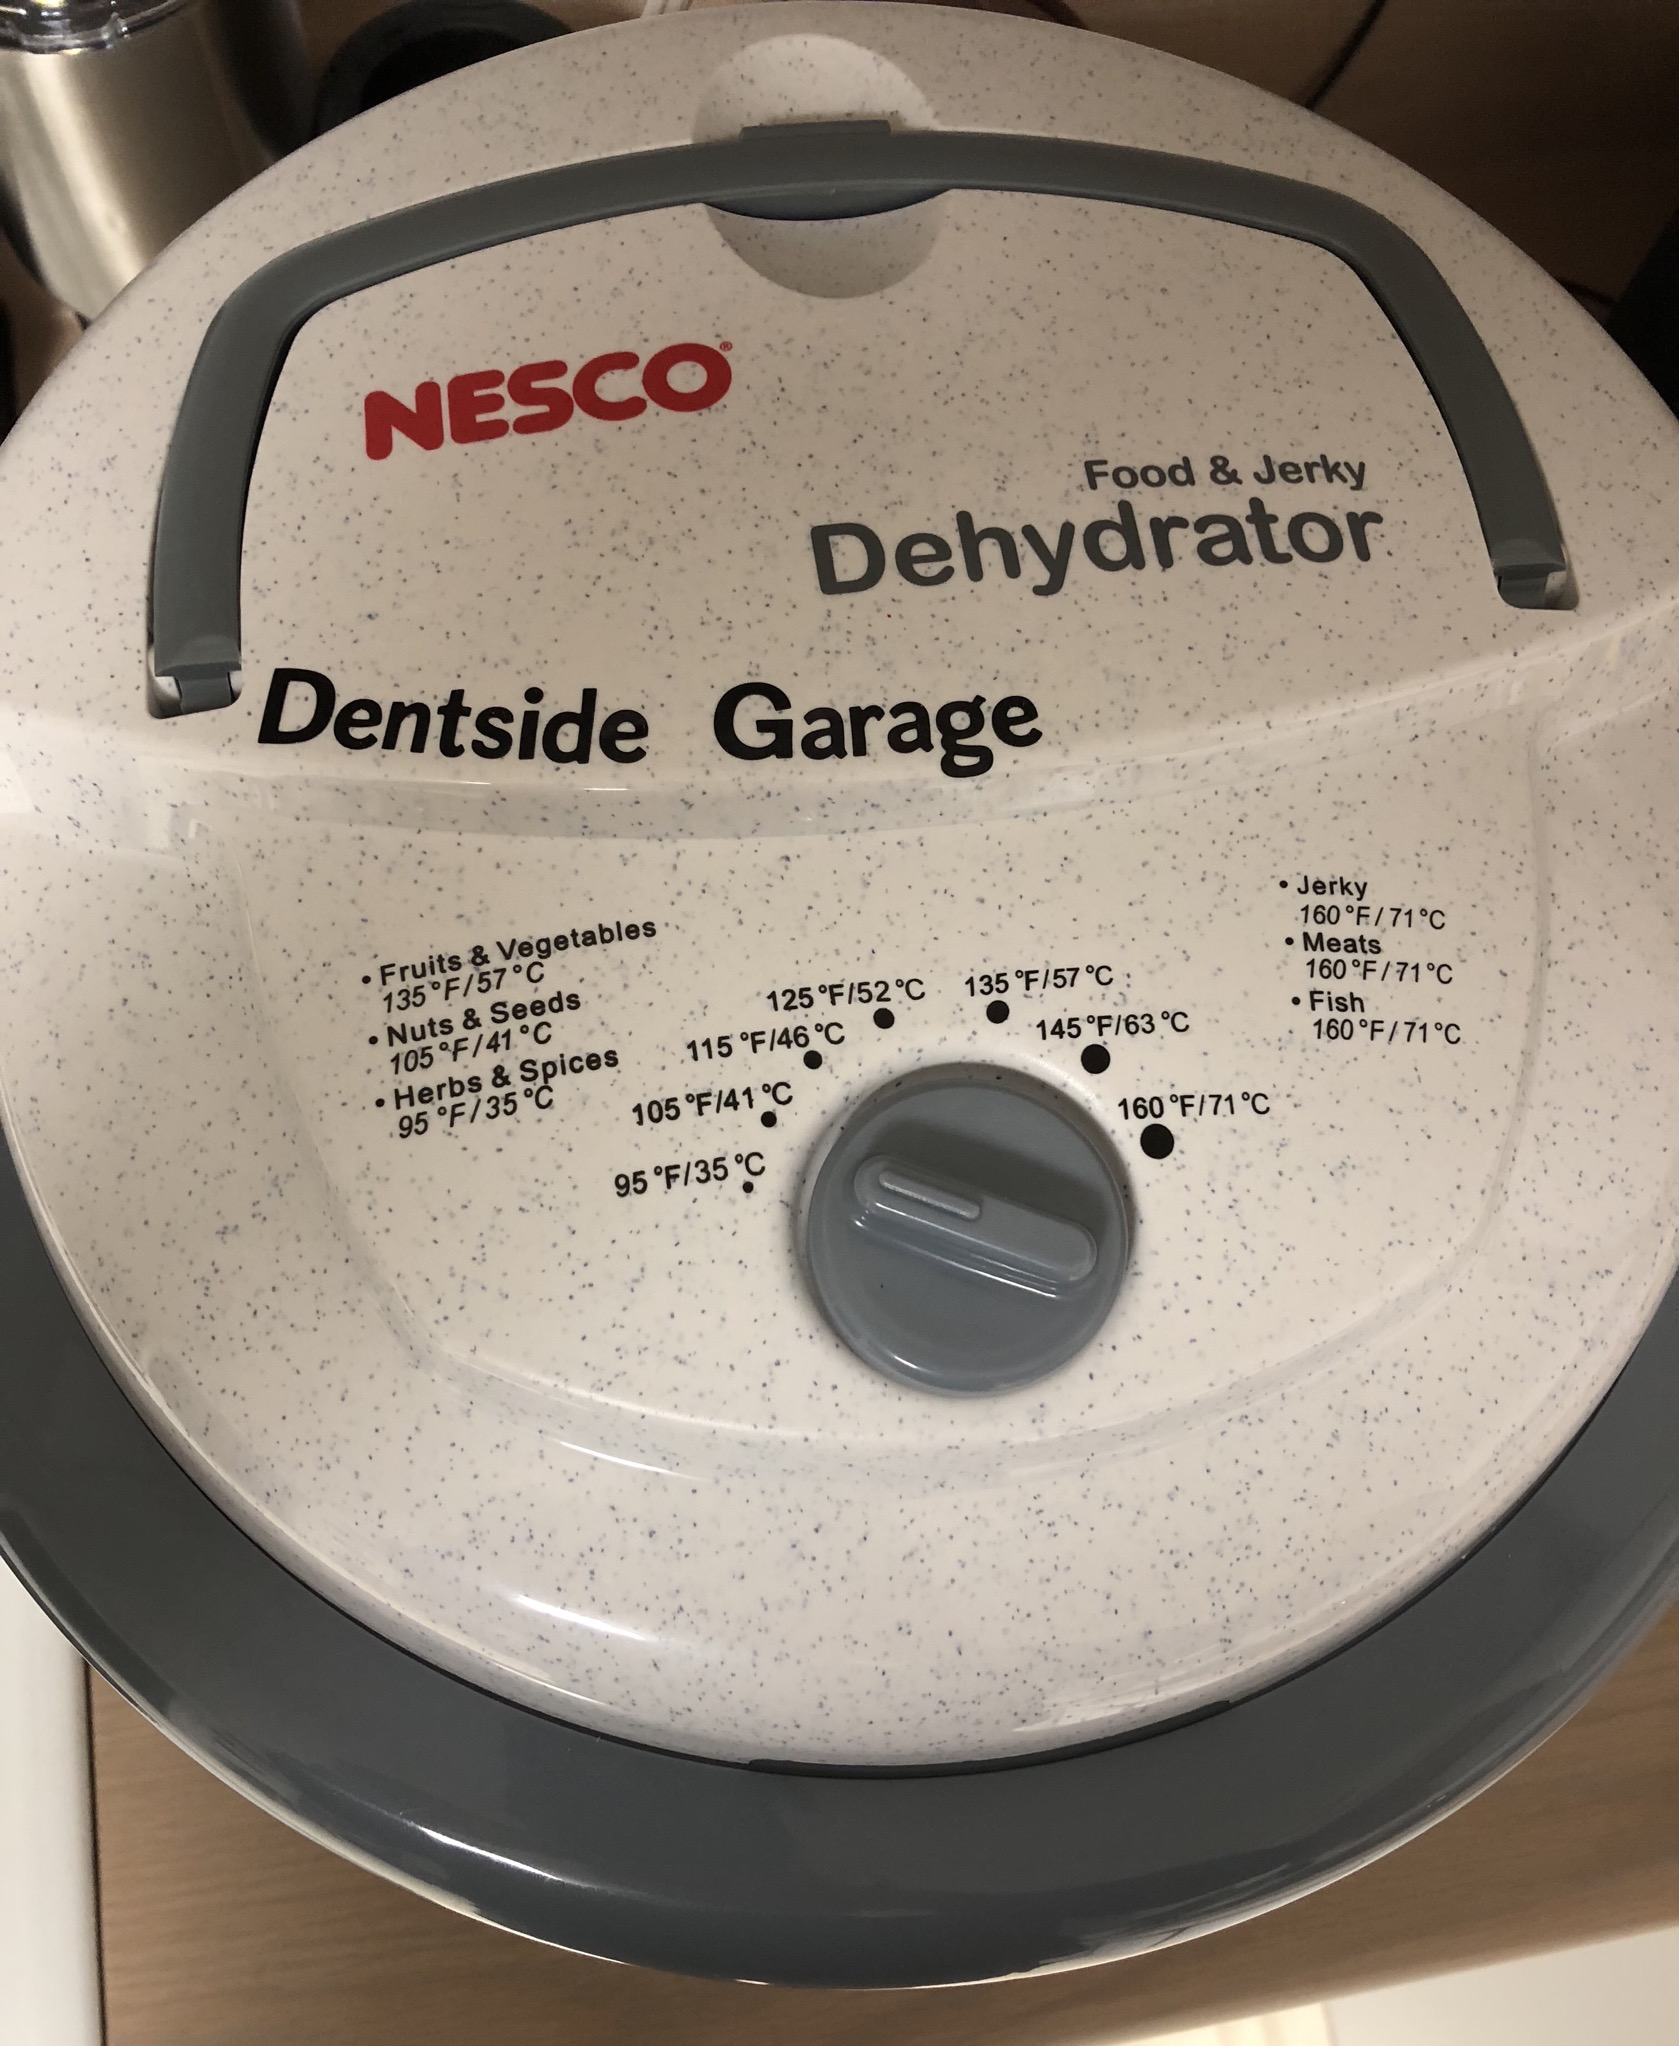 NESCO®
Food & Jerky
Dehydrator
Dentside Garage
• Fruits & Vegetables
135°F/57°C
• Nuts & Seeds
105°F/41°C
• Herbs & Spices
95°F/35°C
95°F/35°C
105°F/41°C
115°F/46°C
125°F/52°C
135°F/57°C
145°F/63°C
160°F/71°C
• Jerky
160°F/71°C
• Meats
160°F/71°C
• Fish
160°F/71°C